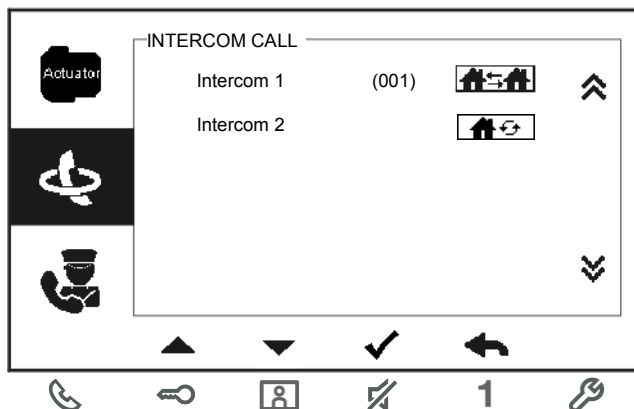 INTERCOM CALL
Actuator
Intercom 1 (001)
Intercom 2
1